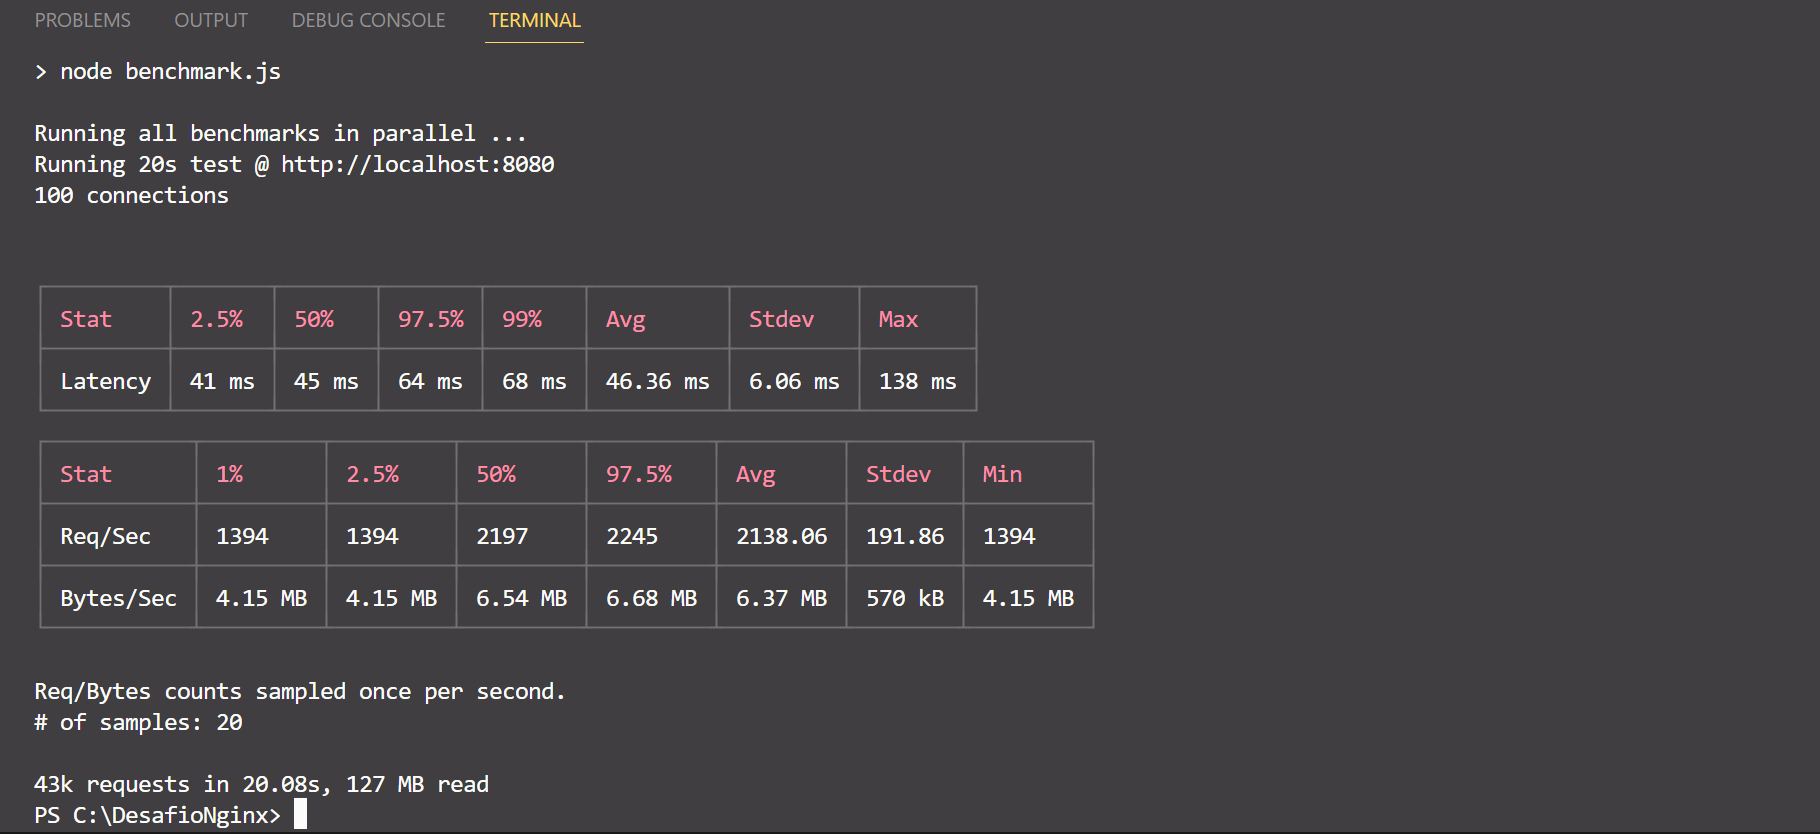 PROBLEMS OUTPUT DEBUG CONSOLE TERMINAL
> node benchmark.js
Running all benchmarks in parallel ...
Running 20s test @ http://localhost:8080
100 connections
Stat 2.5% 50% 97.5% 99% Avg Stdev Max
Latency 41 ms 45 ms 64 ms 68 ms 46.36 ms 6.06 ms 138 ms
Stat 1% 2.5% 50% 97.5% Avg Stdev Min
Req/Sec 1394 1394 2197 2245 2138.06 191.86 1394
Bytes/Sec 4.15 MB 4.15 MB 6.54 MB 6.68 MB 6.37 MB 570 kB 4.15 MB
Req/Bytes counts sampled once per second.
# of samples: 20
43k requests in 20.08s, 127 MB read
PS C:\DesafioNginx>